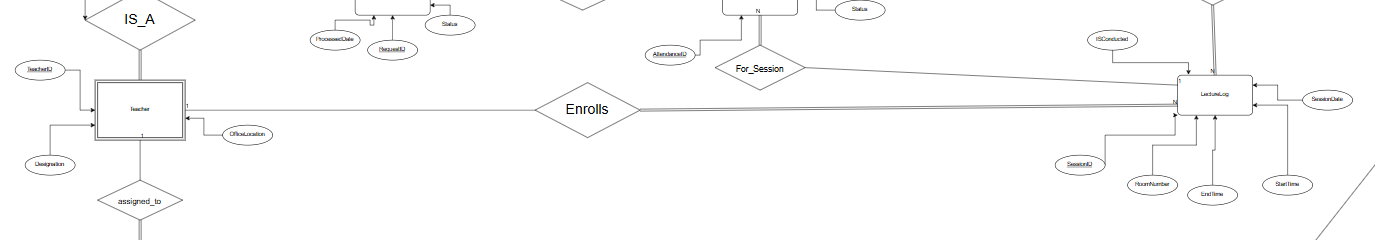 IS_A
ProcessedDate
RequestID
Status
N
Status
AttendanceID
For_Session
ISConducted
N
TeacherID
Teacher
1
1
OfficeLocation
Designation
assigned_to
Enrolls
1
N
LectureLog
SessionDate
SessionID
RoomNumber
EndTime
StartTime